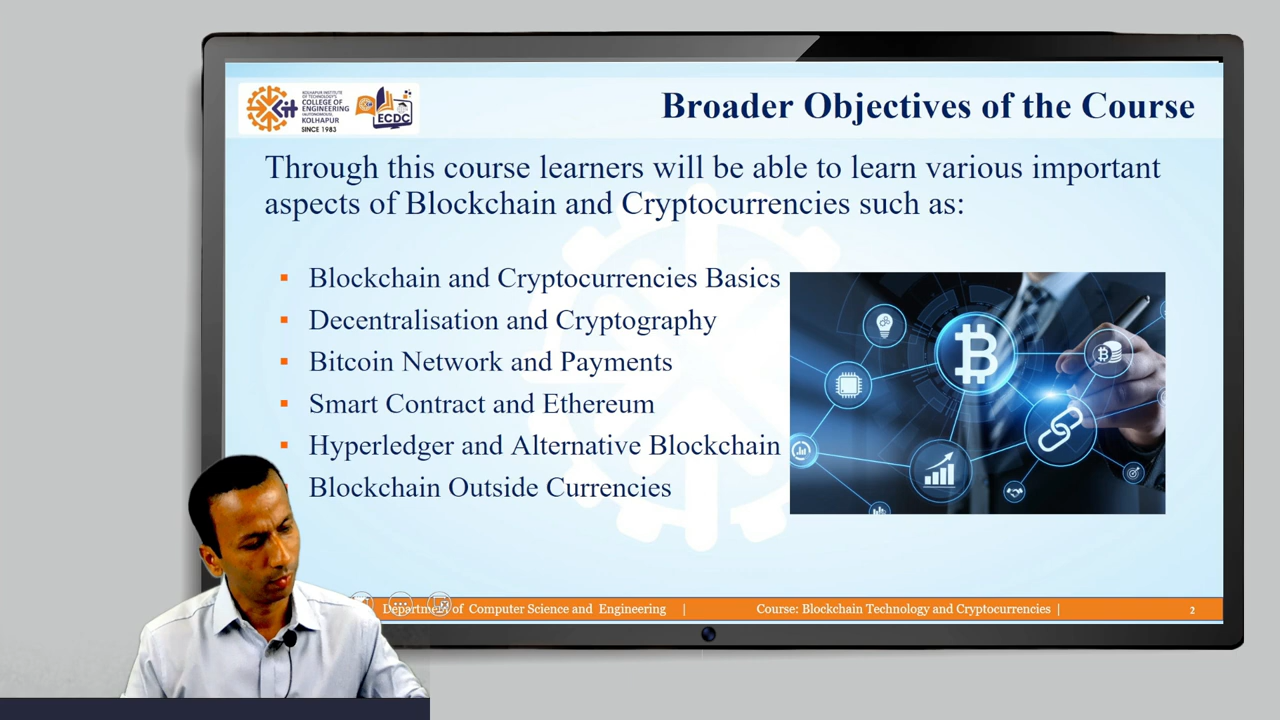 KOLHAPUR INSTITUTE
OF TECHNOLOGY'S
COLLEGE OF
ENGINEERING
(AUTONOMOUS),
KOLHAPUR
SINCE 1983
ECDC
Broader Objectives of the Course
Through this course learners will be able to learn various important
aspects of Blockchain and Cryptocurrencies such as:
▪ Blockchain and Cryptocurrencies Basics
▪ Decentralisation and Cryptography
▪ Bitcoin Network and Payments
▪ Smart Contract and Ethereum
▪ Hyperledger and Alternative Blockchain
Blockchain Outside Currencies
Department of Computer Science and Engineering |
Course: Blockchain Technology and Cryptocurrencies |
2